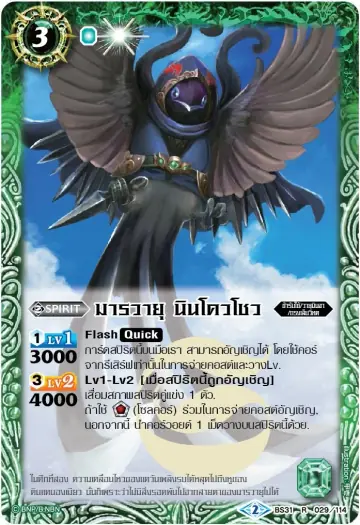 3
②SPIRIT
มารวายุ นินโดวโชว
1 LV1
3000
3 LV2
4000
Flash Quick
การ์ดสปิริตนี้บนมือเรา สามารถอัญเชิญได้ โดยใช้คอร์
จากรีเสิร์ฟเท่านั้นในการจ่ายคอสต์และวางLv.
Lv1-Lv2 [เมื่อสปิริตนี้ถูกอัญเชิญ]
เสื่อมสภาพสปิริตคู่แข่ง 1 ตัว.
ถ้าใช้ (โซลคอร์) ร่วมในการจ่ายคอสต์อัญเชิญ,
นอกจากนี้ นำคอร์วอยด์ 1 เม็ดวางบนสปิริตนี้ด้วย.
© BNP/B,NBN
2
BS31 R 029/114